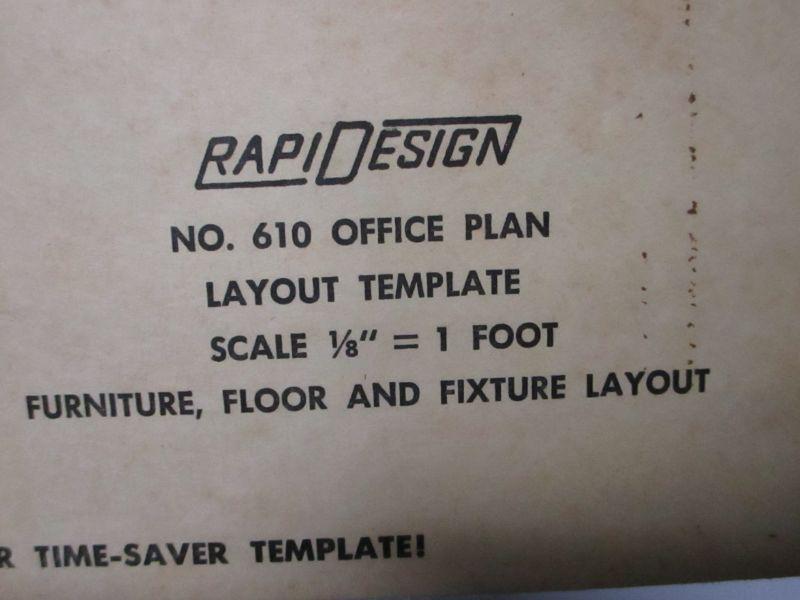 RAPIDESIGN
NO. 610 OFFICE PLAN
LAYOUT TEMPLATE
SCALE ⅛" = 1 FOOT
FURNITURE, FLOOR AND FIXTURE LAYOUT
R TIME-SAVER TEMPLATE!